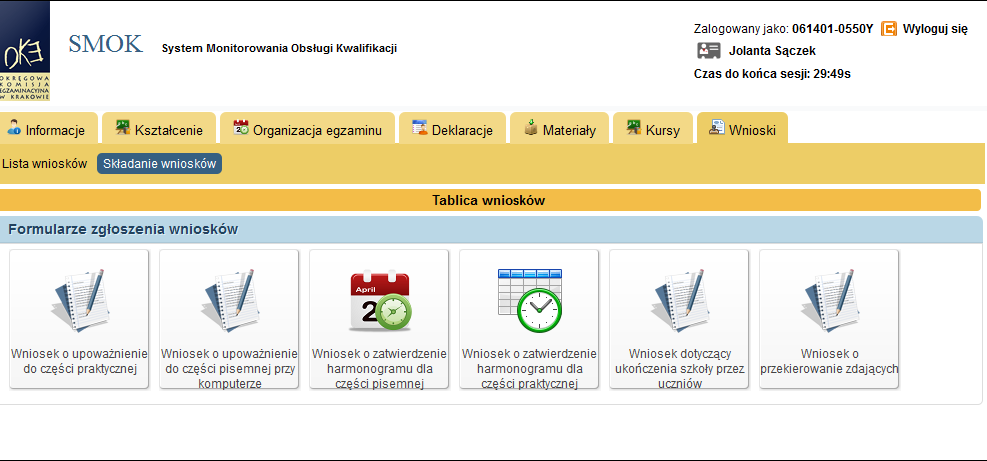 OKE
OKRĘGOWA
KOMISJA
EGZAMINACYJNA
W KRAKOWIE
SMOK
System Monitorowania Obsługi Kwalifikacji
Zalogowany jako: 061401-0550Y Wyloguj się
Jolanta Sączek
Czas do końca sesji: 29:49s
Informacje Kształcenie Organizacja egzaminu Deklaracje Materiały Kursy Wnioski
Lista wniosków Składanie wniosków
Tablica wniosków
Formularze zgłoszenia wniosków
April
2
Wniosek o upoważnienie
do części praktycznej
Wniosek o upoważnienie
do części pisemnej przy
komputerze
Wniosek o zatwierdzenie
harmonogramu dla
części pisemnej
Wniosek o zatwierdzenie
harmonogramu dla
części praktycznej
Wniosek dotyczący
ukończenia szkoły przez
uczniów
Wniosek o
przekierowanie zdających